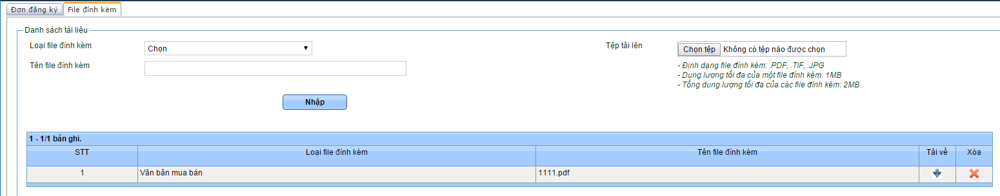 Đơn đăng ký File đính kèm
Danh sách tài liệu
Loại file đính kèm Chọn Tệp tải lên Chọn tệp Không có tệp nào được chọn
Tên file đính kèm
- Định dạng file đính kèm: .PDF, .TIF, .JPG
- Dung lượng tối đa của một file đính kèm: 1MB
- Tổng dung lượng tối đa của các file đính kèm: 2MB
Nhập
1 - 1/1 bản ghi.
STT Loại file đính kèm Tên file đính kèm Tải về Xóa
1 Văn bản mua bán 1111.pdf